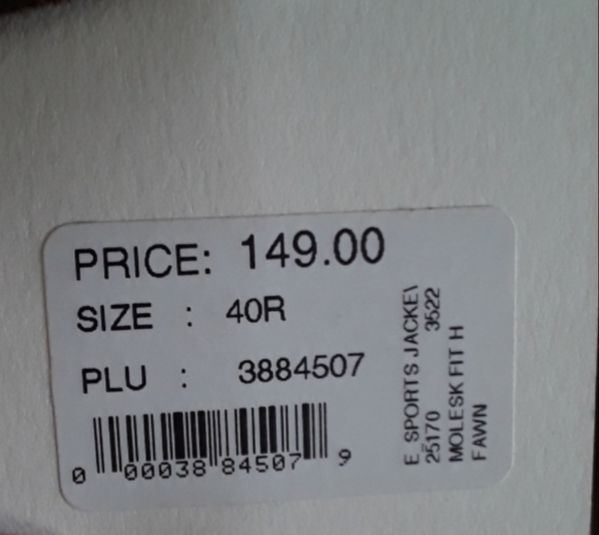 PRICE: 149.00
SIZE : 40R
PLU : 3884507
0 00038 84507 9
E SPORTS JACKE
25170 3522
MOLESK FIT H
FAWN